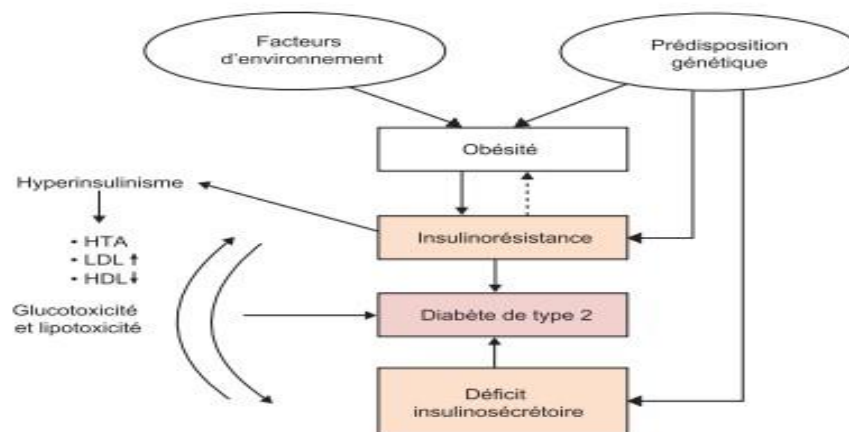 Facteurs
d'environnement
Prédisposition
génétique
Obésité
Hyperinsulinisme
Insulinorésistance
• HTA
• LDL ↑
• HDL ↓
Glucotoxicité
et lipotoxicité
Diabète de type 2
Déficit
insulinosécrétoire